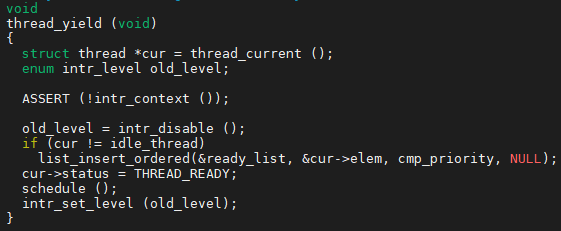 void
thread_yield (void)
{
  struct thread *cur = thread_current ();
  enum intr_level old_level;

  ASSERT (!intr_context ());

  old_level = intr_disable ();
  if (cur != idle_thread)
    list_insert_ordered(&ready_list, &cur->elem, cmp_priority, NULL);
  cur->status = THREAD_READY;
  schedule ();
  intr_set_level (old_level);
}